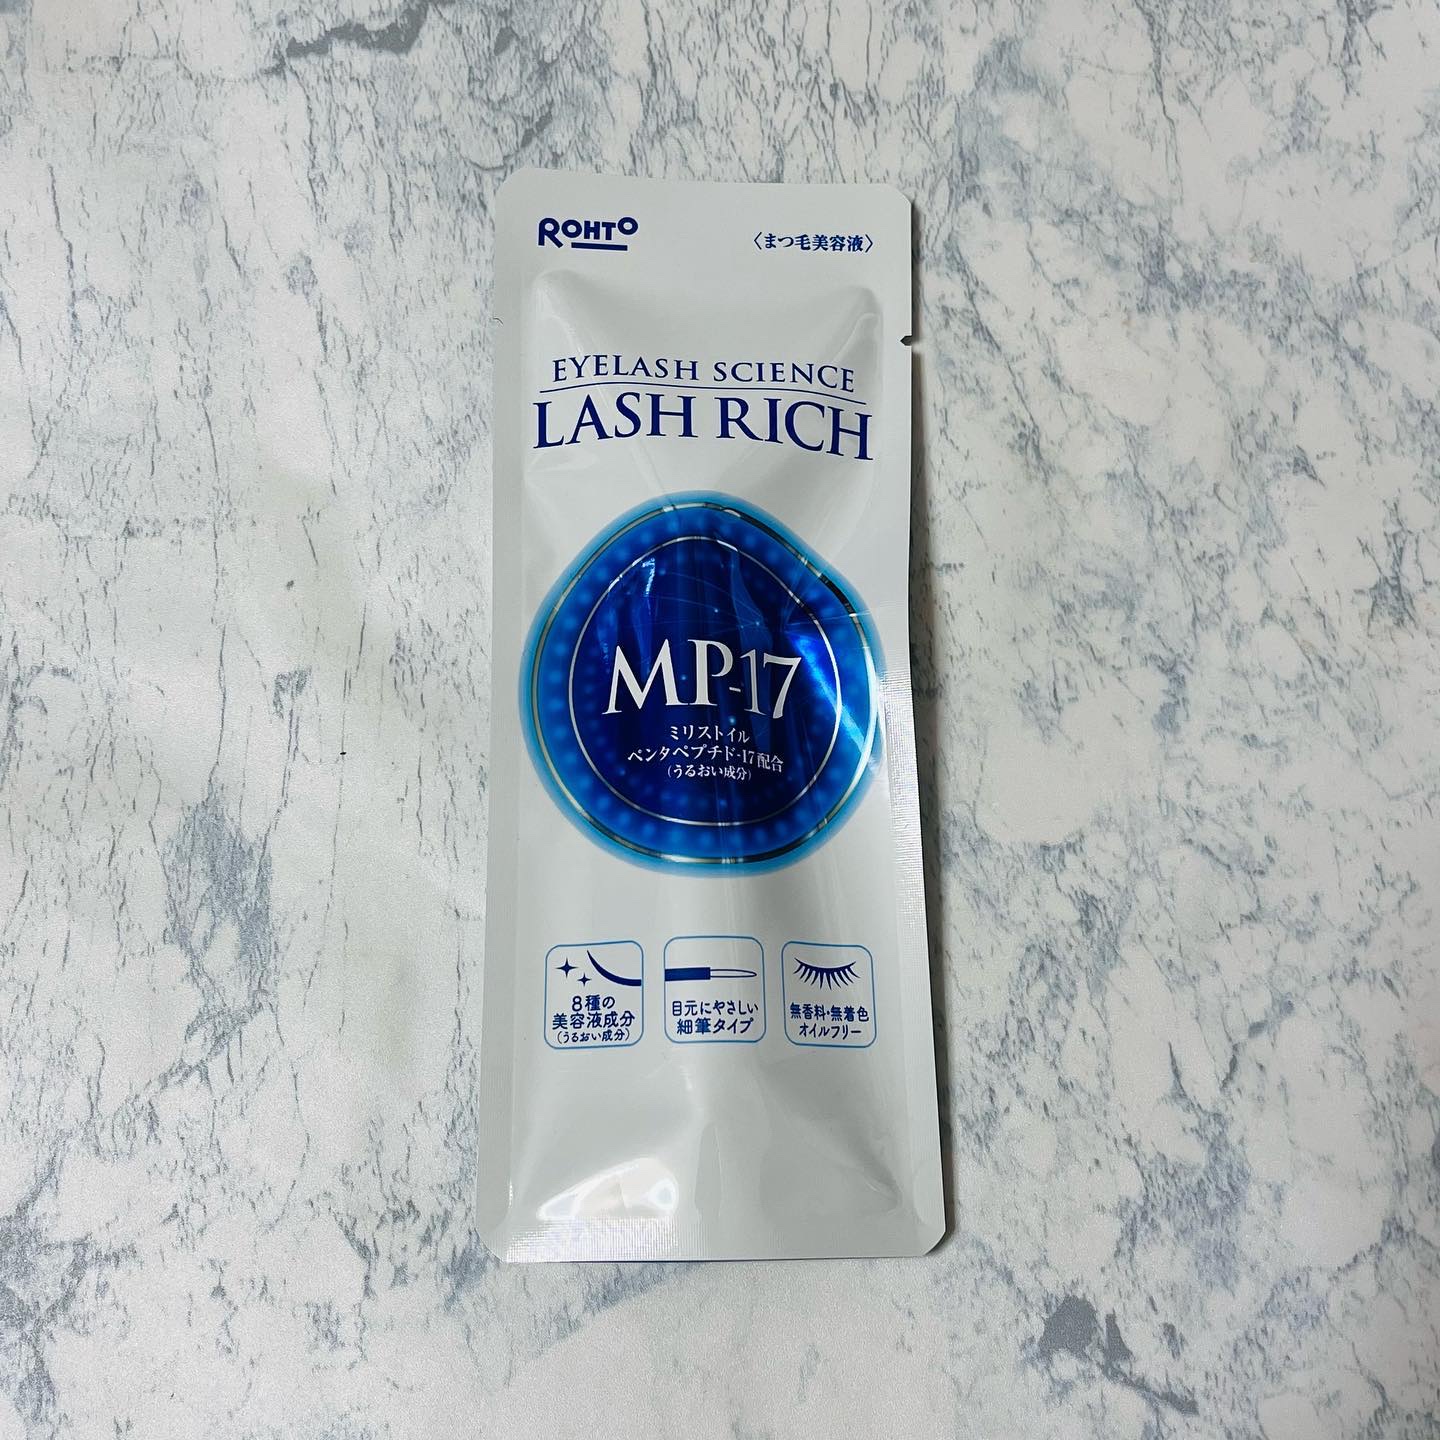 ROHTO
〈まつ毛美容液〉
EYELASH SCIENCE
LASH RICH
MP-17
ミリストイル
ペンタペプチド-17配合
(うるおい成分)
8種の
美容液成分
(うるおい成分)
目元にやさしい
細筆タイプ
無香料・無着色
オイルフリー